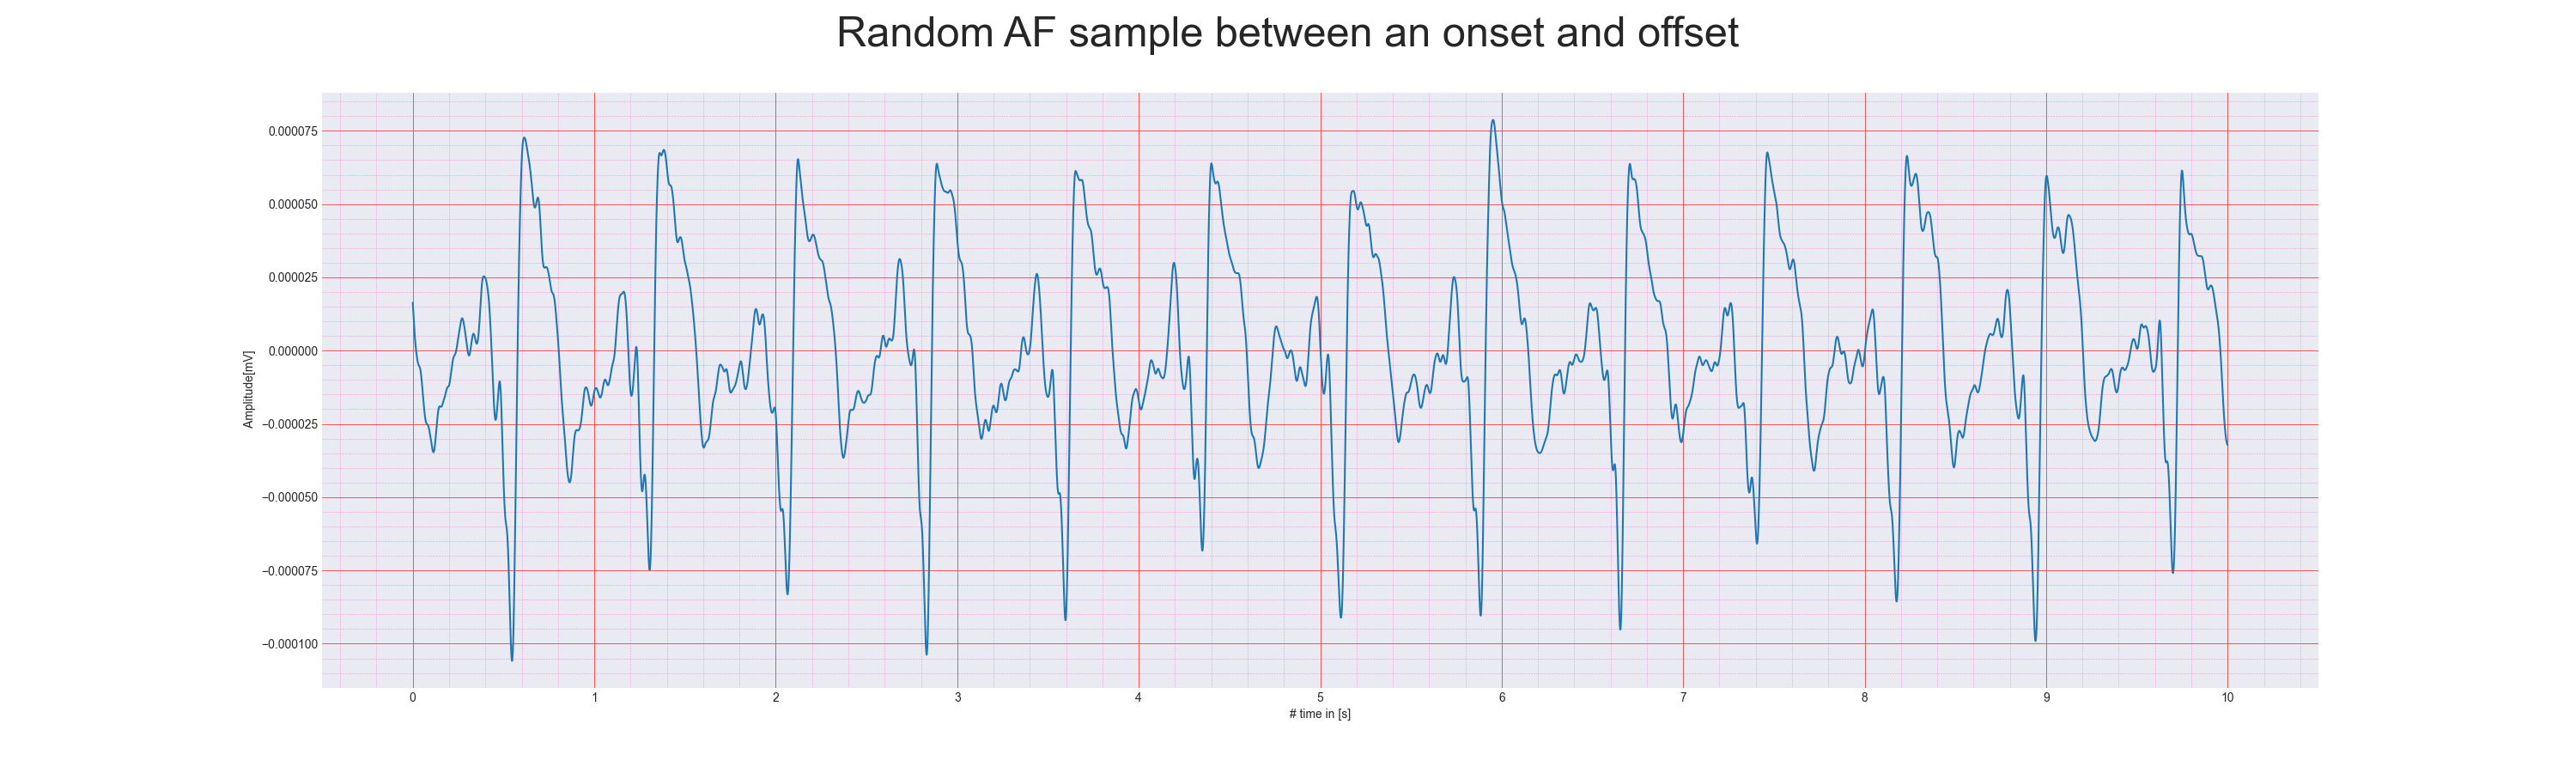 Random AF sample between an onset and offset
0.000075
0.000050
0.000025
0.000000
−0.000025
−0.000050
−0.000075
−0.000100
Amplitude[mV]
0 1 2 3 4 5 6 7 8 9 10
# time in [s]